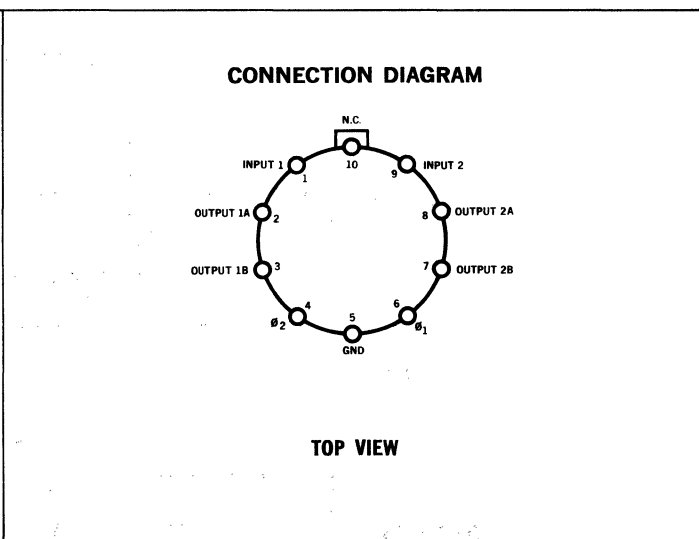 CONNECTION DIAGRAM
N.C.
10
INPUT 1
1
9
INPUT 2
OUTPUT 1A
2
8
OUTPUT 2A
OUTPUT 1B
3
7
OUTPUT 2B
4
6
Ø2
5
Ø1
GND
TOP VIEW